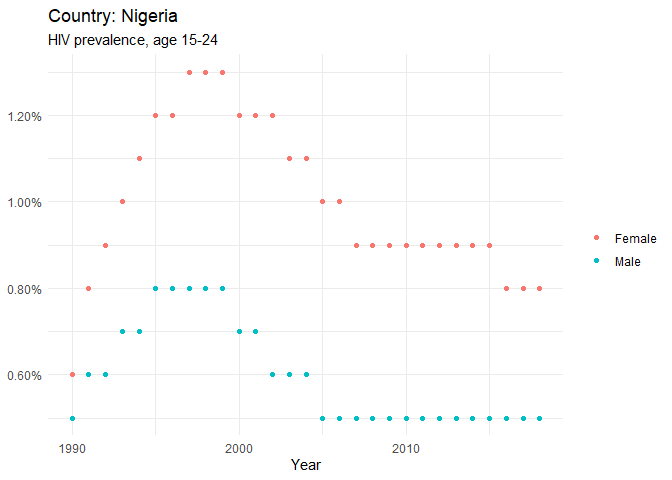 Country: Nigeria
HIV prevalence, age 15-24
1.20%
1.00%
0.80%
0.60%
Female
Male
1990
2000
2010
Year